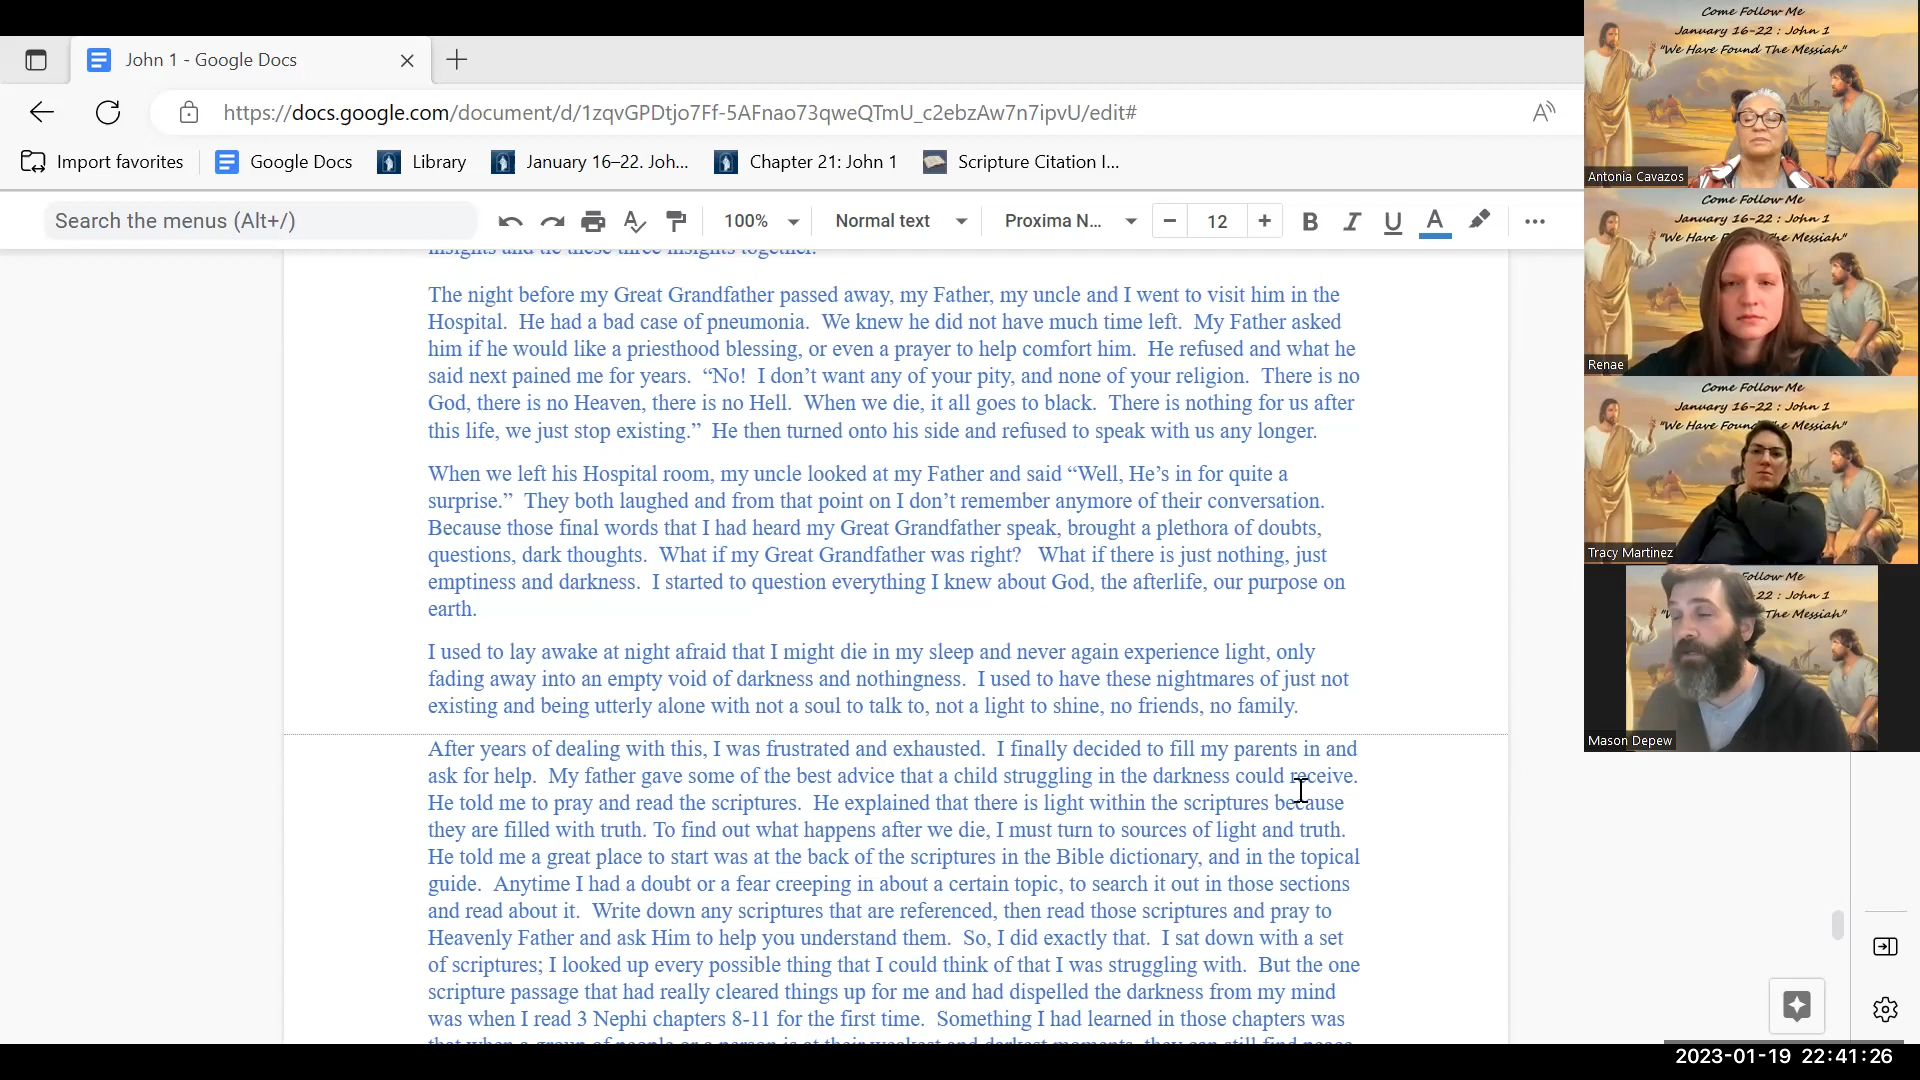 John 1 - Google Docs
https://docs.google.com/document/d/1zqvGPDtjo7Ff-5AFnao73qweQTmU_c2ebzAw7n7ipvU/edit#
Import favorites
Google Docs
Library
January 16–22. Joh...
Chapter 21: John 1
Scripture Citation I...
Search the menus (Alt+/)
100%
Normal text
Proxima N...
12
insights and tie these three insights together.
The night before my Great Grandfather passed away, my Father, my uncle and I went to visit him in the
Hospital.  He had a bad case of pneumonia.  We knew he did not have much time left.  My Father asked
him if he would like a priesthood blessing, or even a prayer to help comfort him.  He refused and what he
said next pained me for years.  “No!  I don’t want any of your pity, and none of your religion.  There is no
God, there is no Heaven, there is no Hell.  When we die, it all goes to black.  There is nothing for us after
this life, we just stop existing.”  He then turned onto his side and refused to speak with us any longer.
When we left his Hospital room, my uncle looked at my Father and said “Well, He’s in for quite a
surprise.”  They both laughed and from that point on I don’t remember anymore of their conversation.
Because those final words that I had heard my Great Grandfather speak, brought a plethora of doubts,
questions, dark thoughts.  What if my Great Grandfather was right?   What if there is just nothing, just
emptiness and darkness.  I started to question everything I knew about God, the afterlife, our purpose on
earth.
I used to lay awake at night afraid that I might die in my sleep and never again experience light, only
fading away into an empty void of darkness and nothingness.  I used to have these nightmares of just not
existing and being utterly alone with not a soul to talk to, not a light to shine, no friends, no family.
After years of dealing with this, I was frustrated and exhausted.  I finally decided to fill my parents in and
ask for help.  My father gave some of the best advice that a child struggling in the darkness could receive.
He told me to pray and read the scriptures.  He explained that there is light within the scriptures because
they are filled with truth. To find out what happens after we die, I must turn to sources of light and truth.
He told me a great place to start was at the back of the scriptures in the Bible dictionary, and in the topical
guide.  Anytime I had a doubt or a fear creeping in about a certain topic, to search it out in those sections
and read about it.  Write down any scriptures that are referenced, then read those scriptures and pray to
Heavenly Father and ask Him to help you understand them.  So, I did exactly that.  I sat down with a set
of scriptures; I looked up every possible thing that I could think of that I was struggling with.  But the one
scripture passage that had really cleared things up for me and had dispelled the darkness from my mind
was when I read 3 Nephi chapters 8-11 for the first time.  Something I had learned in those chapters was
Come Follow Me
January 16-22 : John 1
"We Have Found The Messiah"
Antonia Cavazos
Come Follow Me
January 16-22 : John 1
"We Have The Messiah"
Renae
Come Follow Me
January 16-22 : John 1
"We Have Messiah"
Tracy Martinez
Follow Me
22 : John 1
The Messiah"
Mason Depew
2023-01-19 22:41:26